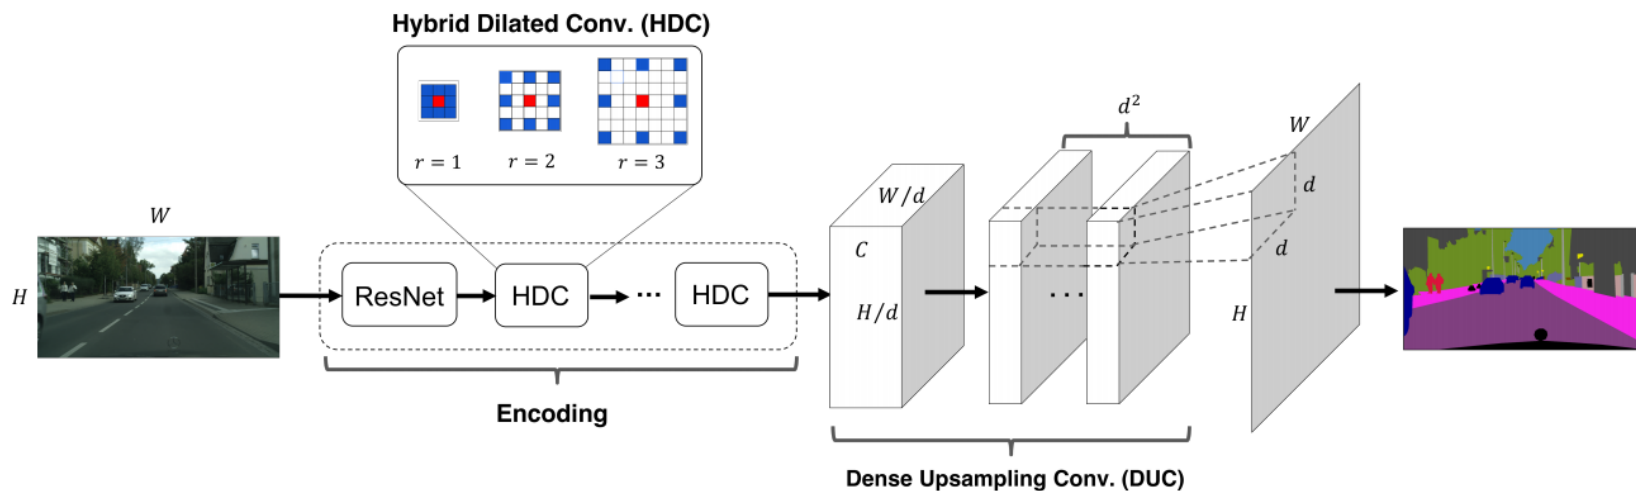 Hybrid Dilated Conv. (HDC)
r = 1
r = 2
r = 3
W
H
ResNet
HDC
...
HDC
Encoding
W/d
C
H/d
d²
...
W
d
d
H
Dense Upsampling Conv. (DUC)